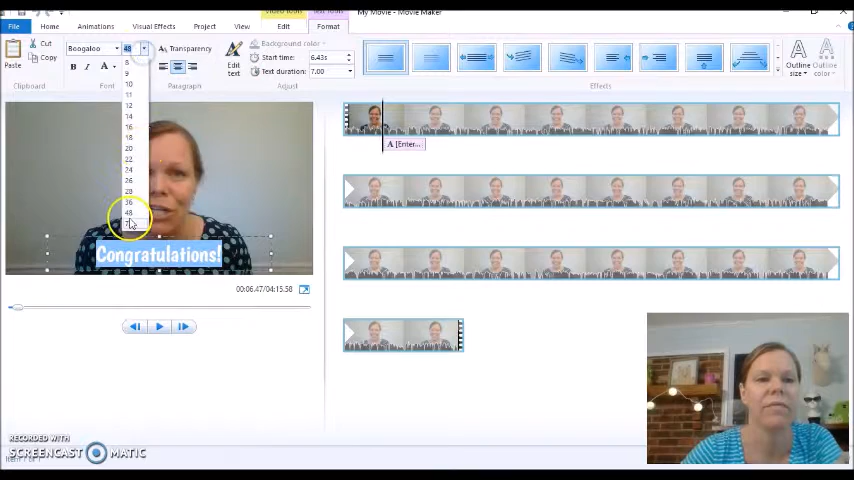 My Movie - Movie Maker
Video Tools
Text Tools
File
Home
Animations
Visual Effects
Project
View
Edit
Format
Paste
Cut
Copy
Boogaloo
48
B I A
Font
Transparency
Paragraph
Edit text
Background color
Start time: 6.43s
Text duration: 7.00
Adjust
Effects
Outline size
Outline color
8
9
10
11
12
14
16
18
20
22
24
26
28
36
48
Congratulations!
00:06.47/04:15.58
A [Enter...
RECORDED WITH
SCREENCAST MATIC